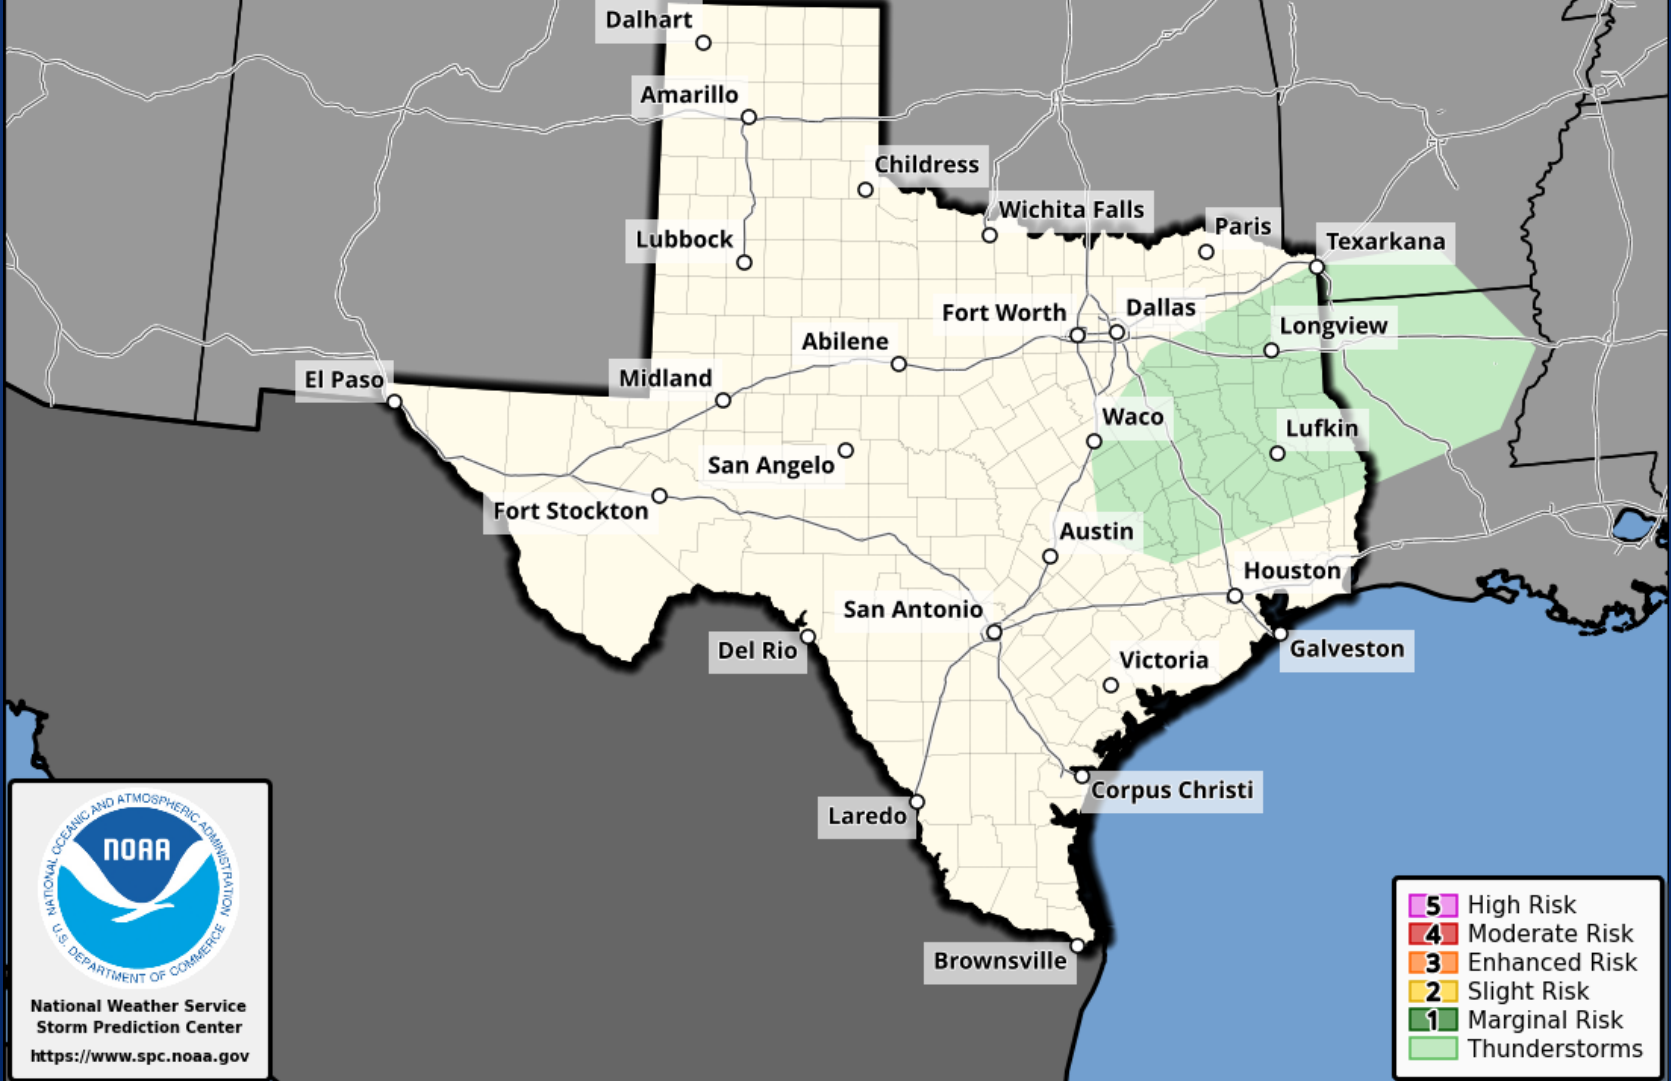 Dalhart
Amarillo
Childress
Wichita Falls
Paris
Texarkana
Lubbock
Fort Worth
Dallas
Longview
Abilene
El Paso
Midland
Waco
Lufkin
San Angelo
Fort Stockton
Austin
Houston
San Antonio
Del Rio
Galveston
Victoria
Corpus Christi
Laredo
Brownsville
NATIONAL OCEANIC AND ATMOSPHERIC ADMINISTRATION
NOAA
U.S. DEPARTMENT OF COMMERCE
National Weather Service
Storm Prediction Center
https://www.spc.noaa.gov
5 High Risk
4 Moderate Risk
3 Enhanced Risk
2 Slight Risk
1 Marginal Risk
Thunderstorms